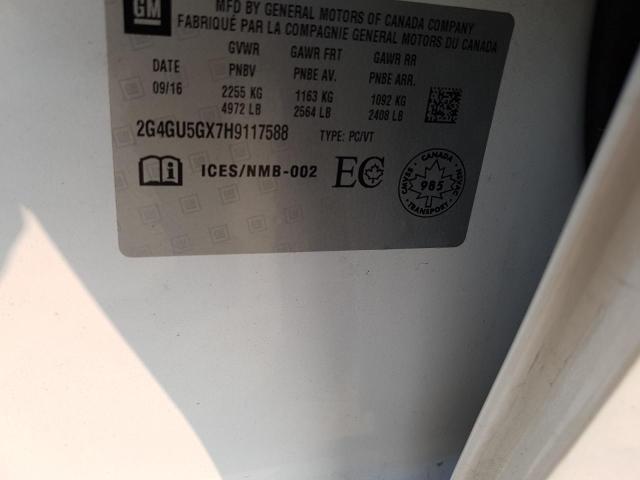 GM
MFD BY GENERAL MOTORS OF CANADA COMPANY
FABRIQUÉ PAR LA COMPAGNIE GENERAL MOTORS DU CANADA
GVWR GAWR FRT GAWR RR
DATE PNBV PNBE AV. PNBE ARR.
09/16 2255 KG 1163 KG 1092 KG
4972 LB 2564 LB 2408 LB
2G4GU5GX7H9117588 TYPE: PC/VT
ICES/NMB-002 EC
CANADA
CMVSS 985 NSVAC
TRANSPORT